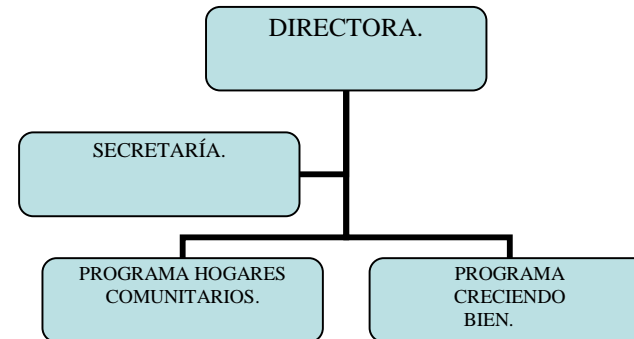 DIRECTORA.
SECRETARÍA.
PROGRAMA HOGARES
COMUNITARIOS.
PROGRAMA
CRECIENDO
BIEN.